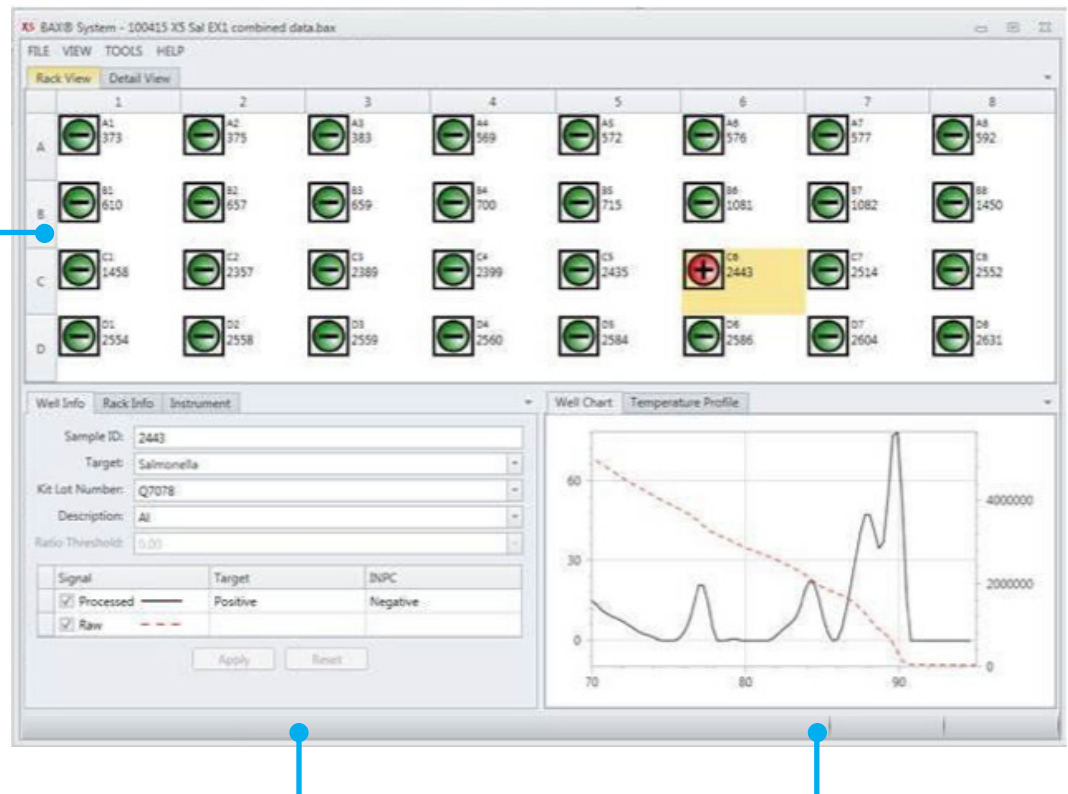 X5 BAX® System - 100415 X5 Sal EX1 combined data.bax
FILE VIEW TOOLS HELP
Rack View Detail View
1 2 3 4 5 6 7 8
A1 A2 A3 A4 A5 A6 A7 A8
A 373 375 383 569 572 576 577 592
B1 B2 B3 B4 B5 B6 B7 B8
B 610 657 659 700 715 1081 1082 1450
C1 C2 C3 C4 C5 C6 C7 C8
C 1458 2357 2389 2399 2435 2443 2514 2552
D1 D2 D3 D4 D5 D6 D7 D8
D 2554 2558 2559 2560 2584 2586 2604 2631
Well Info Rack Info Instrument
Sample ID: 2443
Target: Salmonella
Kit Lot Number: Q7078
Description: AI
Ratio Threshold: 0.00
Signal Target INPC
Processed Positive Negative
Raw
Apply Reset
Well Chart Temperature Profile
60
4000000
30
2000000
0
0
70 80 90